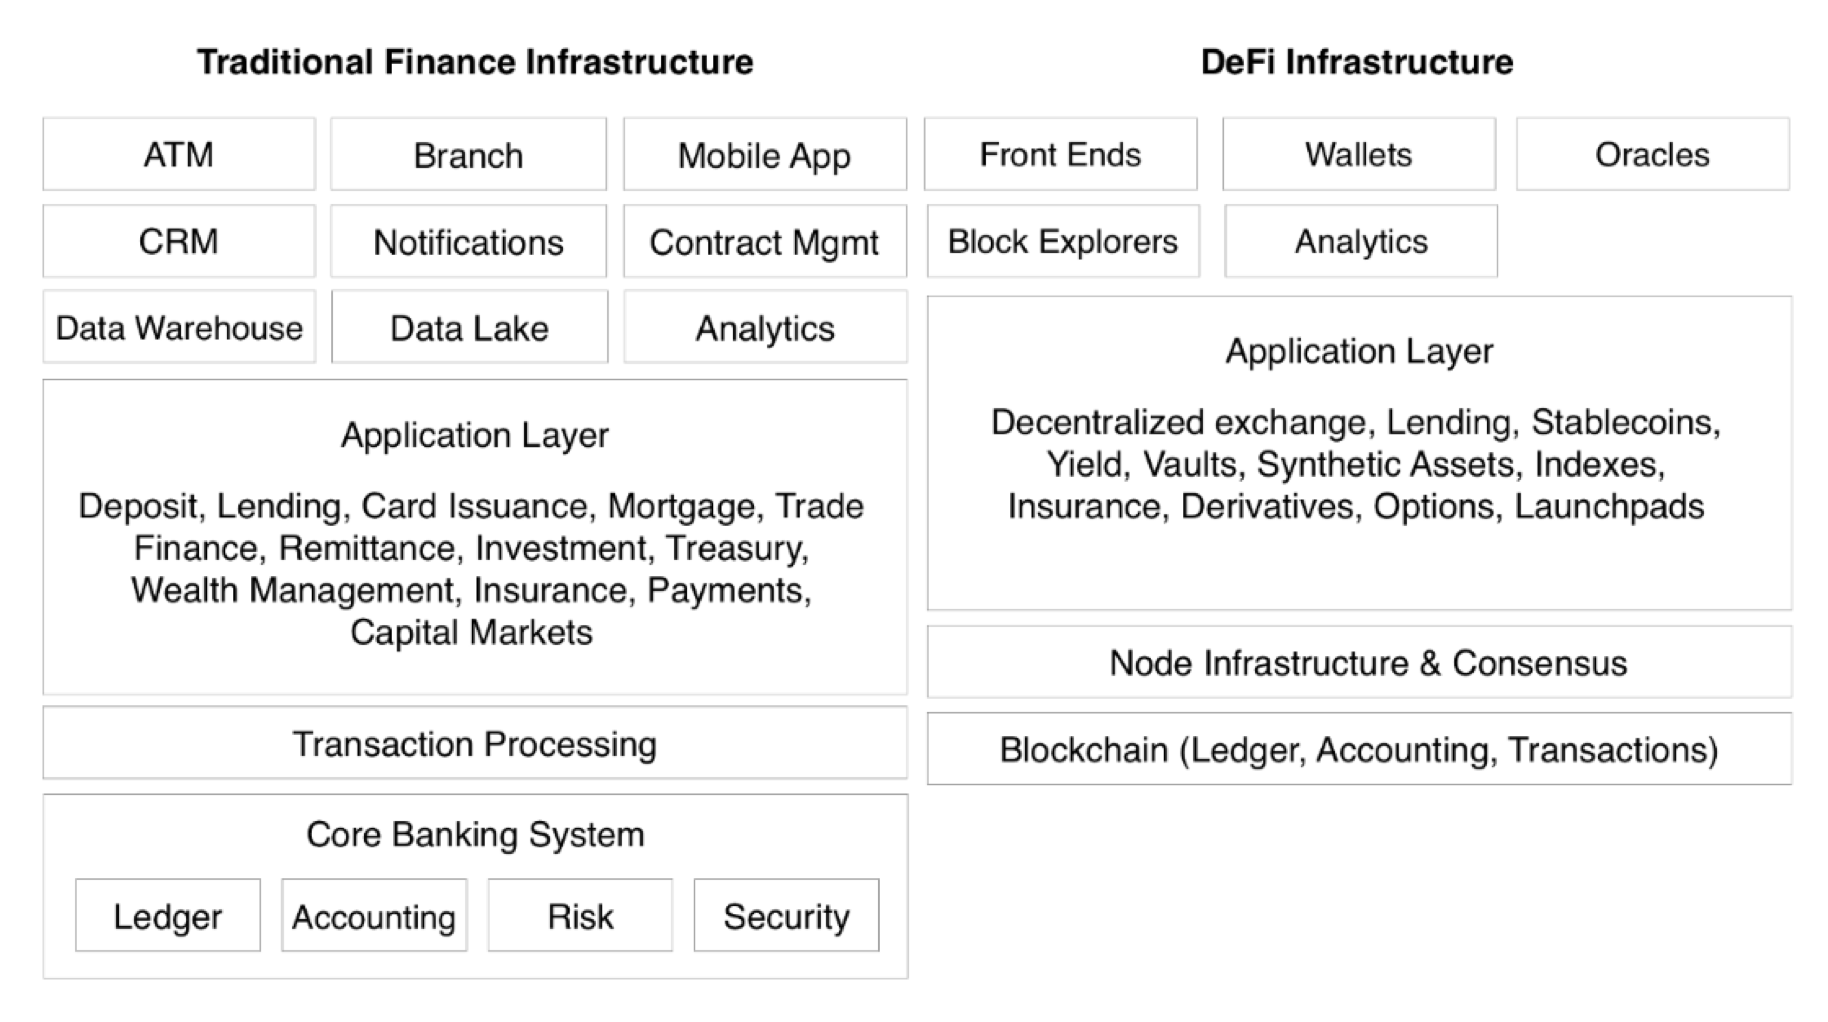 Traditional Finance Infrastructure
ATM
Branch
Mobile App
CRM
Notifications
Contract Mgmt
Data Warehouse
Data Lake
Analytics
Application Layer
Deposit, Lending, Card Issuance, Mortgage, Trade
Finance, Remittance, Investment, Treasury,
Wealth Management, Insurance, Payments,
Capital Markets
Transaction Processing
Core Banking System
Ledger
Accounting
Risk
Security
DeFi Infrastructure
Front Ends
Wallets
Oracles
Block Explorers
Analytics
Application Layer
Decentralized exchange, Lending, Stablecoins,
Yield, Vaults, Synthetic Assets, Indexes,
Insurance, Derivatives, Options, Launchpads
Node Infrastructure & Consensus
Blockchain (Ledger, Accounting, Transactions)